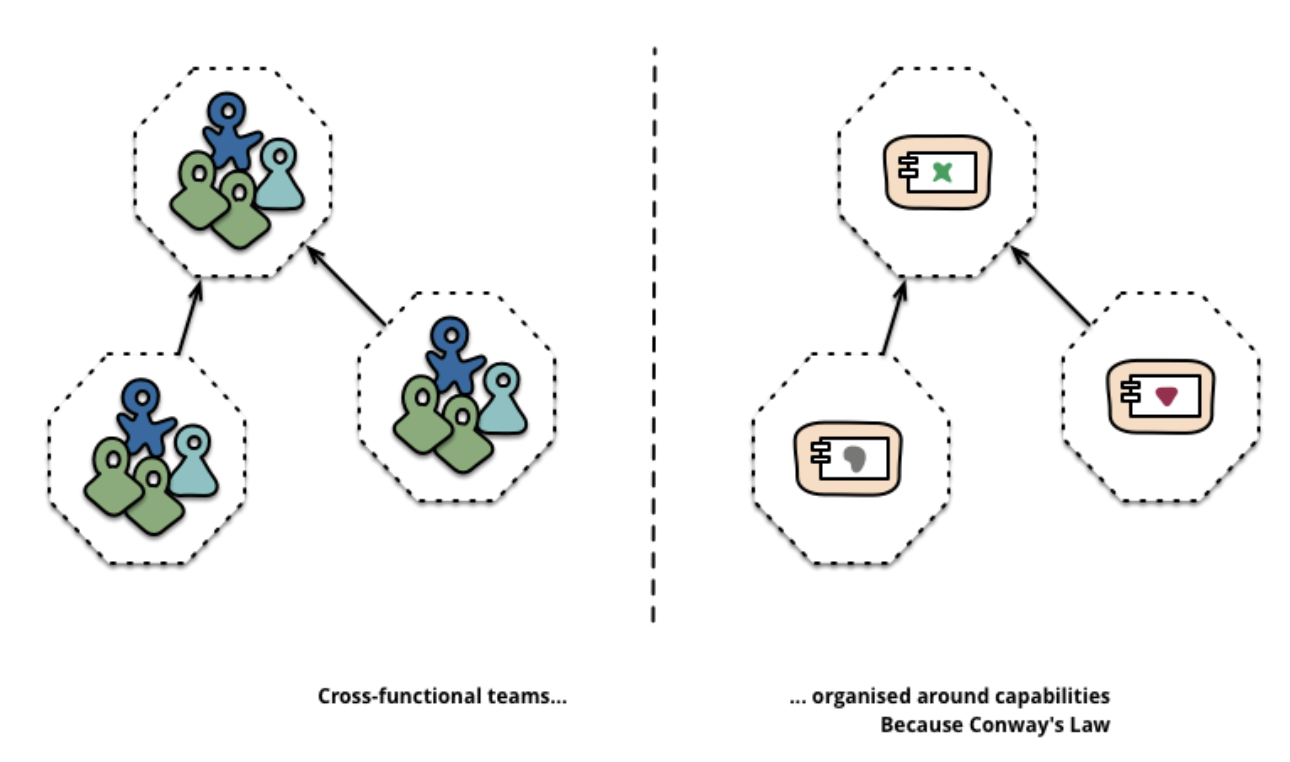 Cross-functional teams...
... organised around capabilities
Because Conway's Law